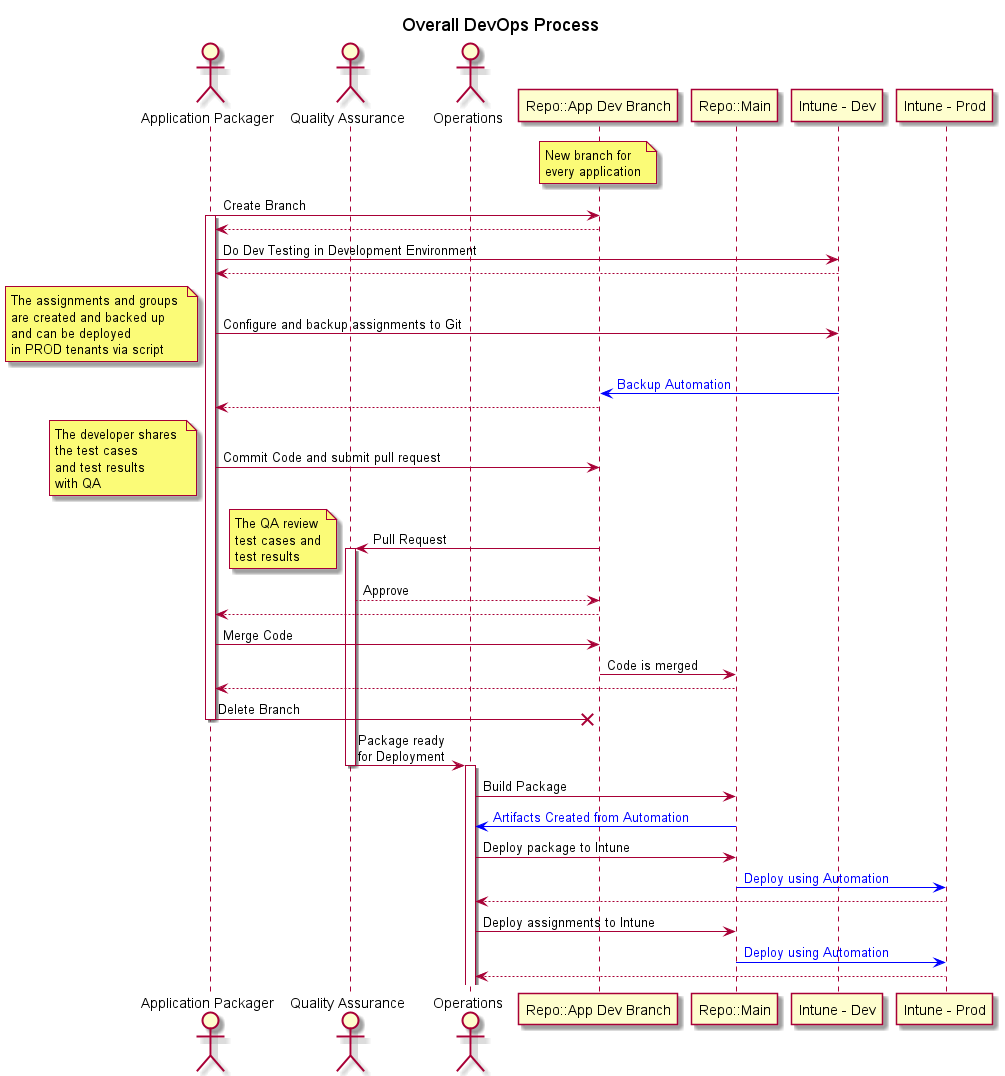 Overall DevOps Process
Application Packager
Quality Assurance
Operations
Repo::App Dev Branch
Repo::Main
Intune - Dev
Intune - Prod
New branch for
every application
Create Branch
Do Dev Testing in Development Environment
The assignments and groups
are created and backed up
and can be deployed
in PROD tenants via script
Configure and backup assignments to Git
Backup Automation
The developer shares
the test cases
and test results
with QA
Commit Code and submit pull request
The QA review
test cases and
test results
Pull Request
Approve
Merge Code
Code is merged
Delete Branch
Package ready
for Deployment
Build Package
Artifacts Created from Automation
Deploy package to Intune
Deploy using Automation
Deploy assignments to Intune
Deploy using Automation
Application Packager
Quality Assurance
Operations
Repo::App Dev Branch
Repo::Main
Intune - Dev
Intune - Prod